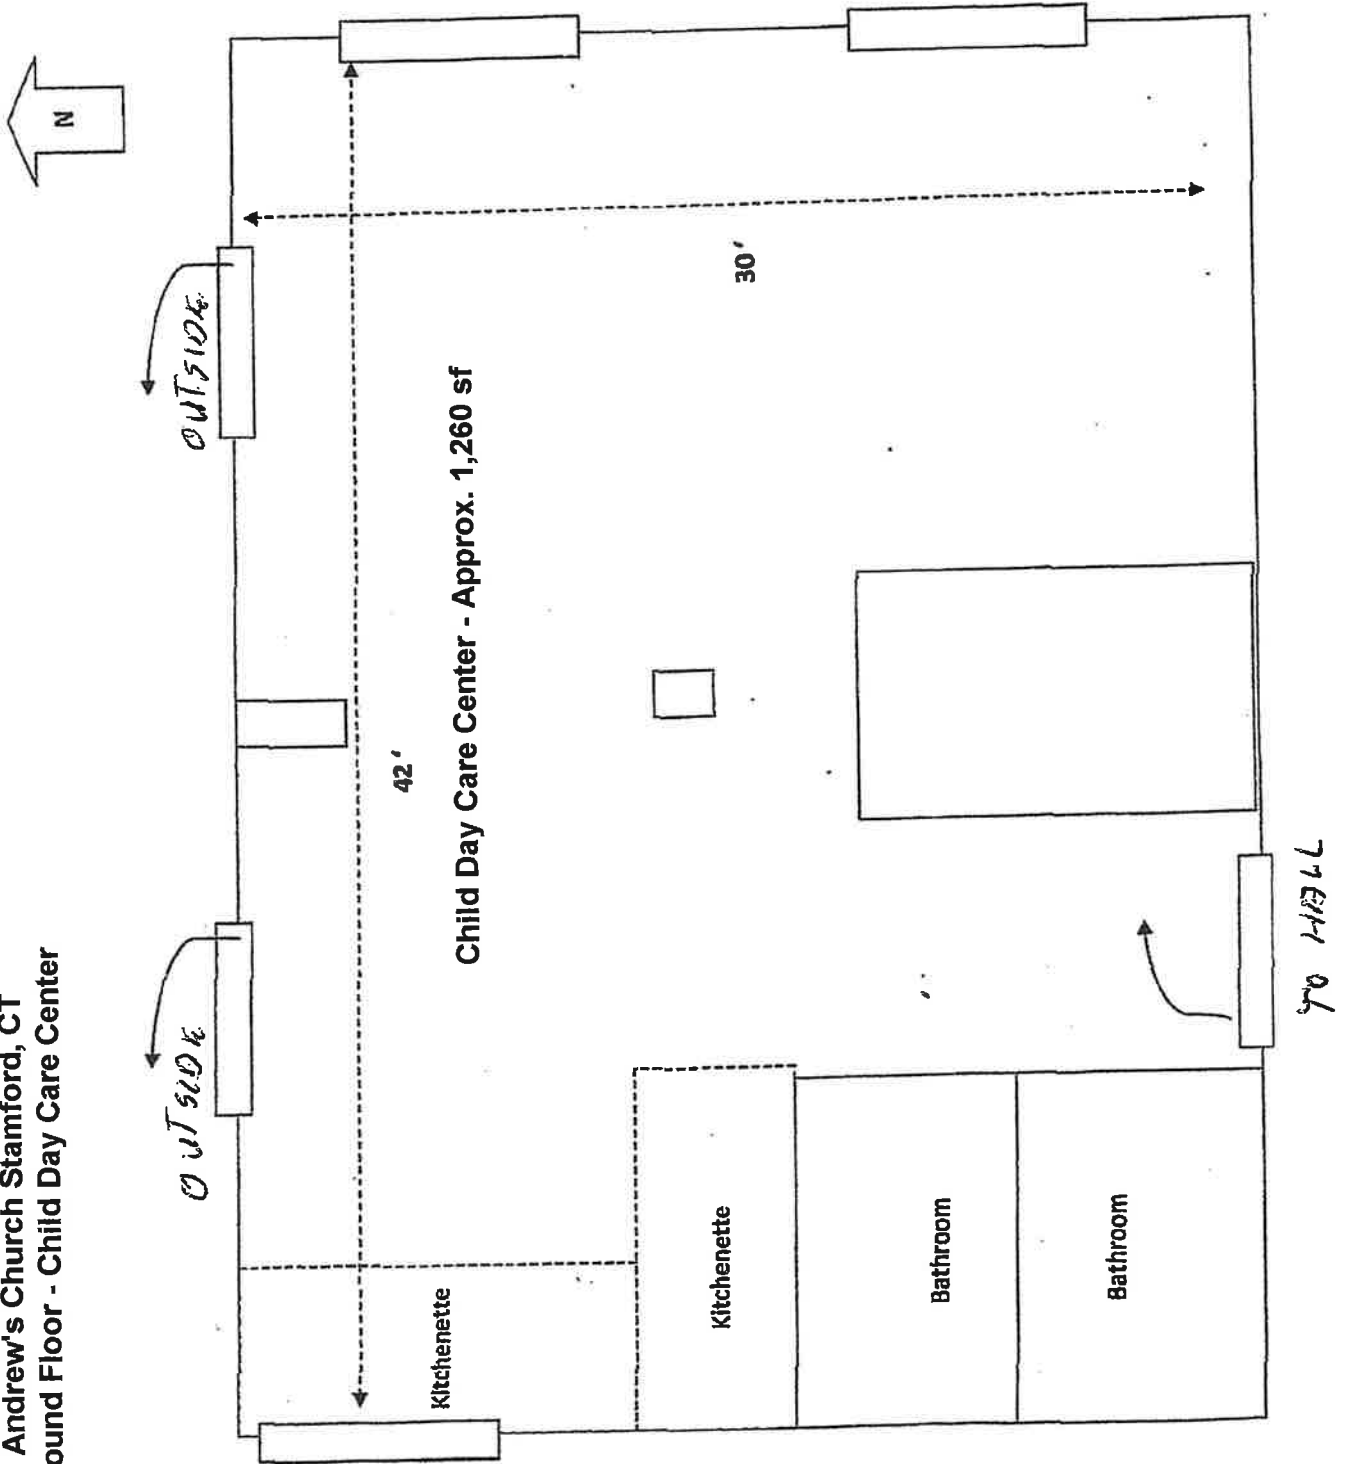 Andrew's Church Stamford, CT
ound Floor - Child Day Care Center
N
OUTSIDE
OUTSIDE
42'
30'
Child Day Care Center - Approx. 1,260 sf
Kitchenette
Kitchenette
Bathroom
Bathroom
TO HALL